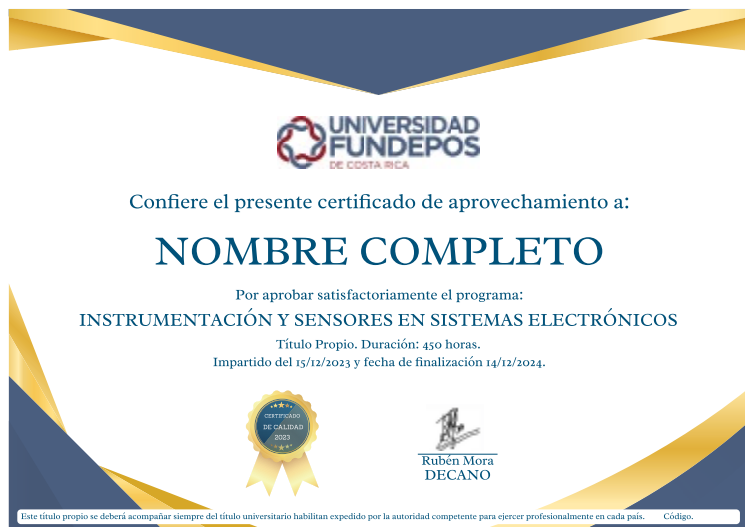 UNIVERSIDAD
FUNDEPOS
DE COSTA RICA
Confiere el presente certificado de aprovechamiento a:
NOMBRE COMPLETO
Por aprobar satisfactoriamente el programa:
INSTRUMENTACIÓN Y SENSORES EN SISTEMAS ELECTRÓNICOS
Título Propio. Duración: 450 horas.
Impartido del 15/12/2023 y fecha de finalización 14/12/2024.
CERTIFICADO
DE CALIDAD
2023
Rubén Mora
DECANO
Este título propio se deberá acompañar siempre del título universitario habilitan expedido por la autoridad competente para ejercer profesionalmente en cada país. Código.